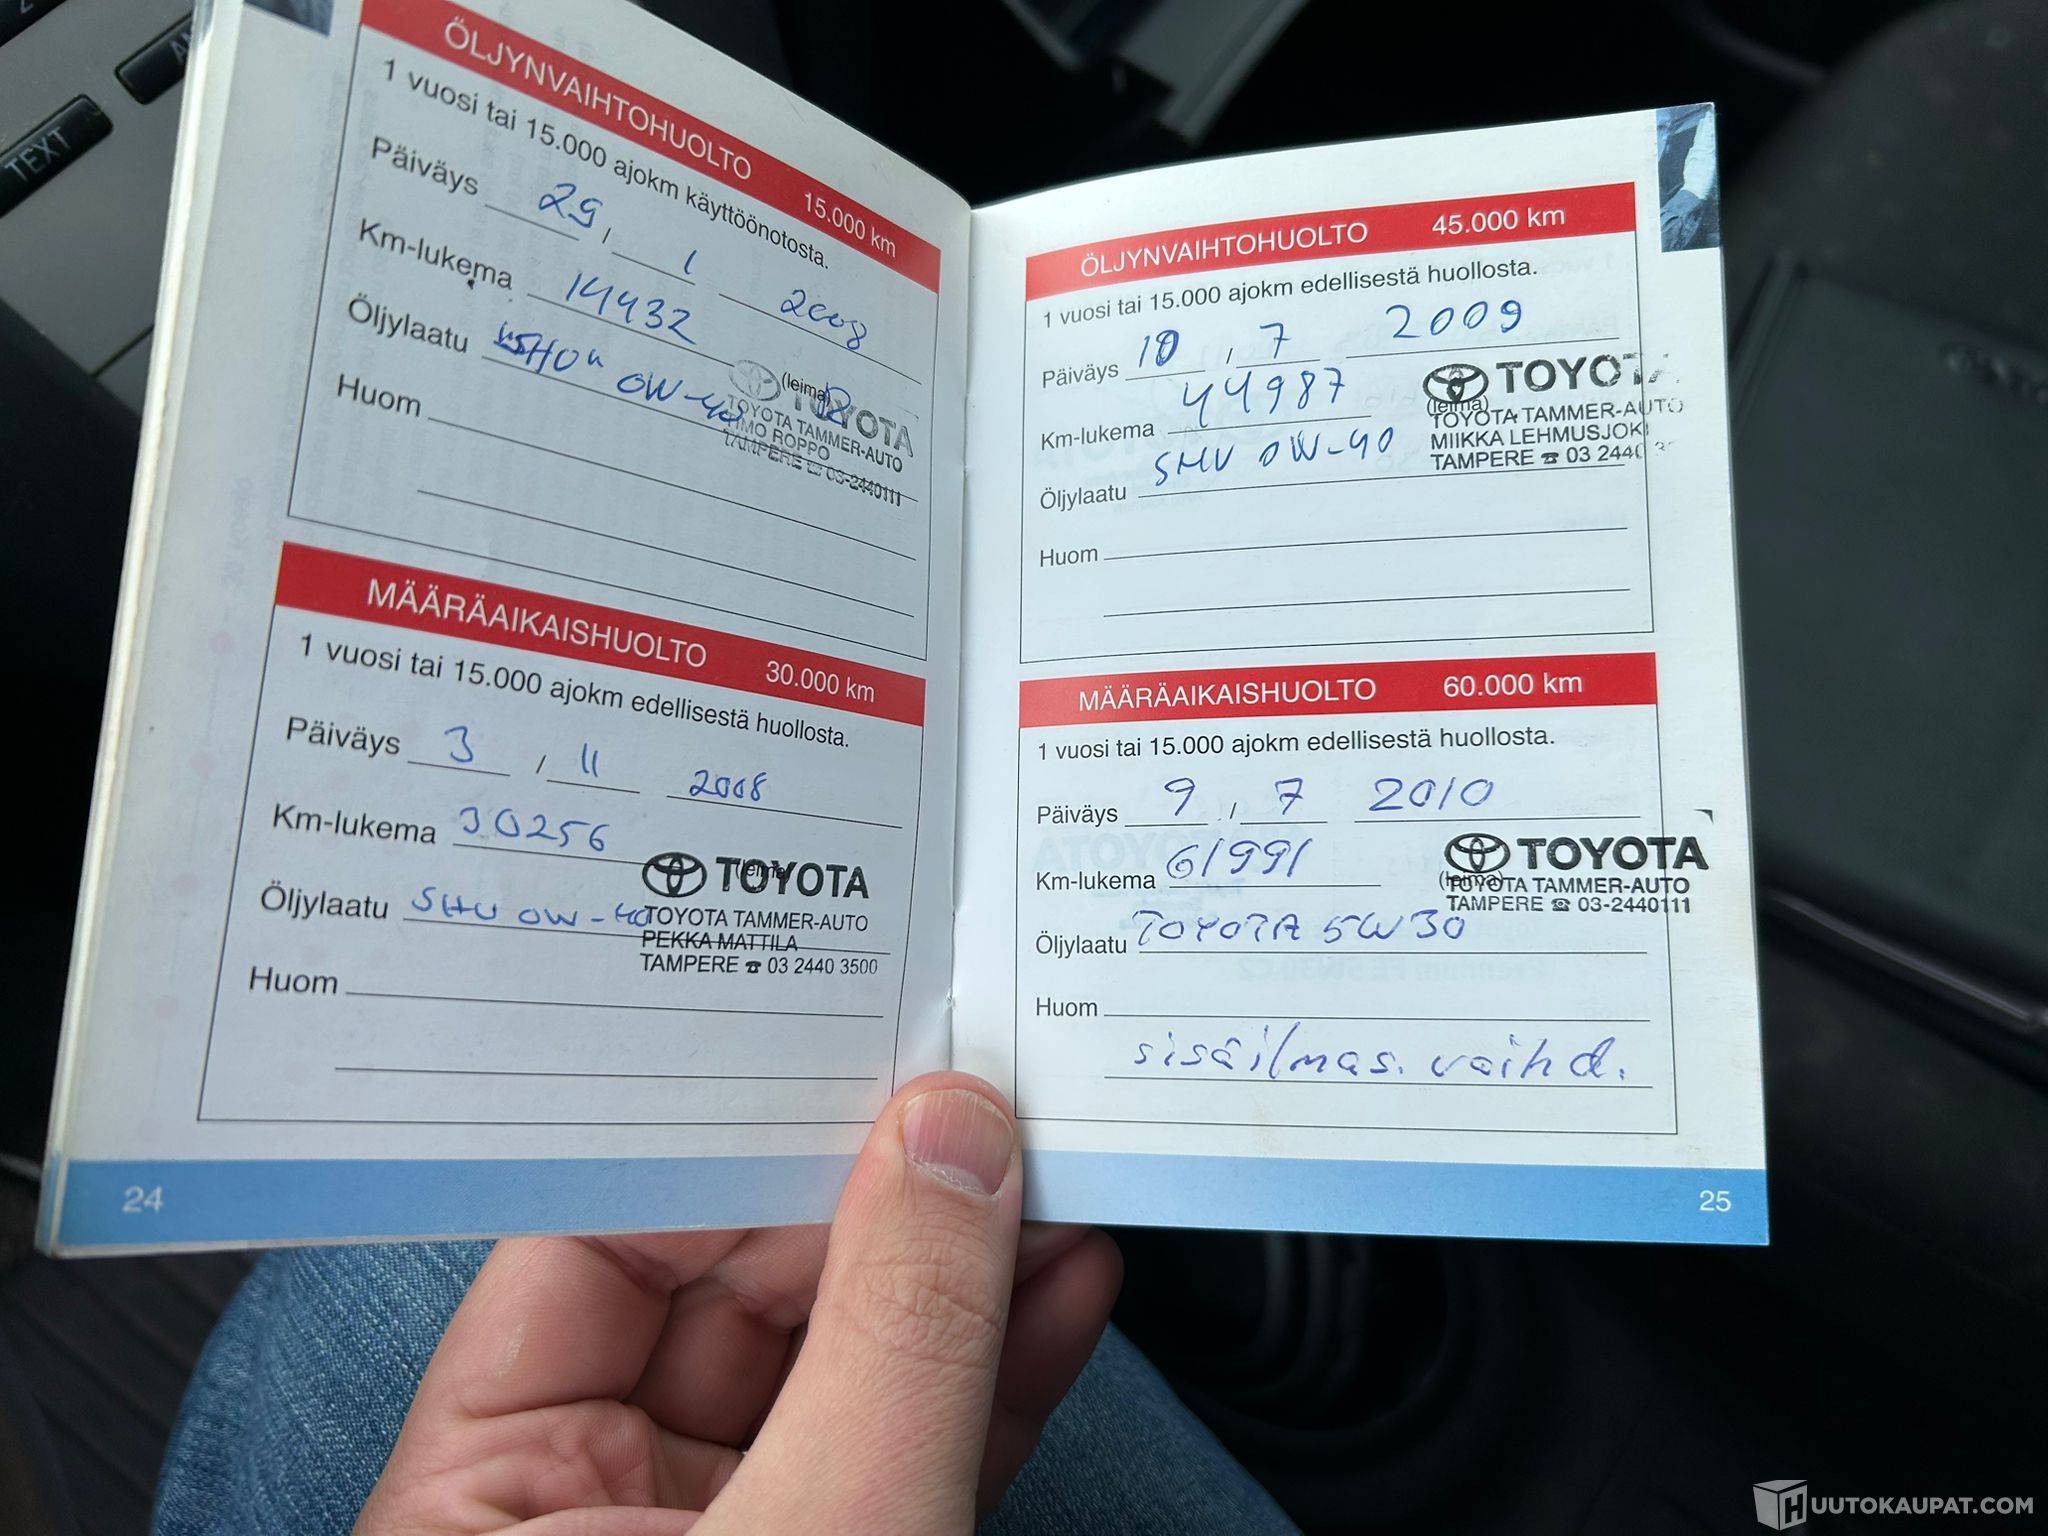 TEXT
ÖLJYNVAIHTOHUOLTO 15.000 km
1 vuosi tai 15.000 ajokm käyttöönotosta.
Päiväys 29 / 1 2008
Km-lukema 14432
Öljylaatu 0W-40
(leima)
TOYOTA
TOYOTA TAMMER-AUTO
TIMO ROPPO
TAMPERE ☎ 03-2440111
Huom
MÄÄRÄAIKAISHUOLTO 30.000 km
1 vuosi tai 15.000 ajokm edellisestä huollosta.
Päiväys 3 / 11 2008
Km-lukema 30256
(leima)
TOYOTA
Öljylaatu SHU 0W-40
TOYOTA TAMMER-AUTO
PEKKA MATTILA
TAMPERE ☎ 03 2440 3500
Huom
24
ÖLJYNVAIHTOHUOLTO 45.000 km
1 vuosi tai 15.000 ajokm edellisestä huollosta.
Päiväys 10 / 7 2009
TOYOTA
Km-lukema 44987
(leima)
TOYOTA TAMMER-AUTO
MIIKKA LEHMUSJOKI
TAMPERE ☎ 03 2440
Öljylaatu SHU 0W-40
Huom
MÄÄRÄAIKAISHUOLTO 60.000 km
1 vuosi tai 15.000 ajokm edellisestä huollosta.
Päiväys 9 / 7 2010
TOYOTA
Km-lukema 61991
(leima)
TOYOTA TAMMER-AUTO
TAMPERE ☎ 03-2440111
Öljylaatu TOYOTA 5W30
Huom
sisäilmas. vaihd.
25
HUUTOKAUPAT.COM